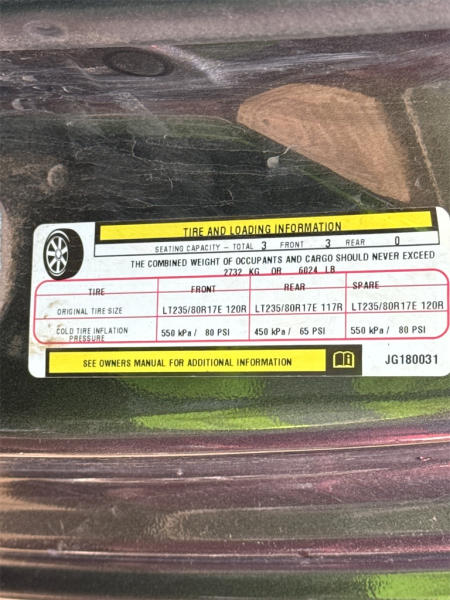 TIRE AND LOADING INFORMATION
SEATING CAPACITY - TOTAL 3 FRONT 3 REAR 0
THE COMBINED WEIGHT OF OCCUPANTS AND CARGO SHOULD NEVER EXCEED
2732 KG OR 6024 LB
TIRE FRONT REAR SPARE
ORIGINAL TIRE SIZE LT235/80R17E 120R LT235/80R17E 117R LT235/80R17E 120R
COLD TIRE INFLATION PRESSURE 550 kPa / 80 PSI 450 kPa / 65 PSI 550 kPa / 80 PSI
SEE OWNERS MANUAL FOR ADDITIONAL INFORMATION JG180031